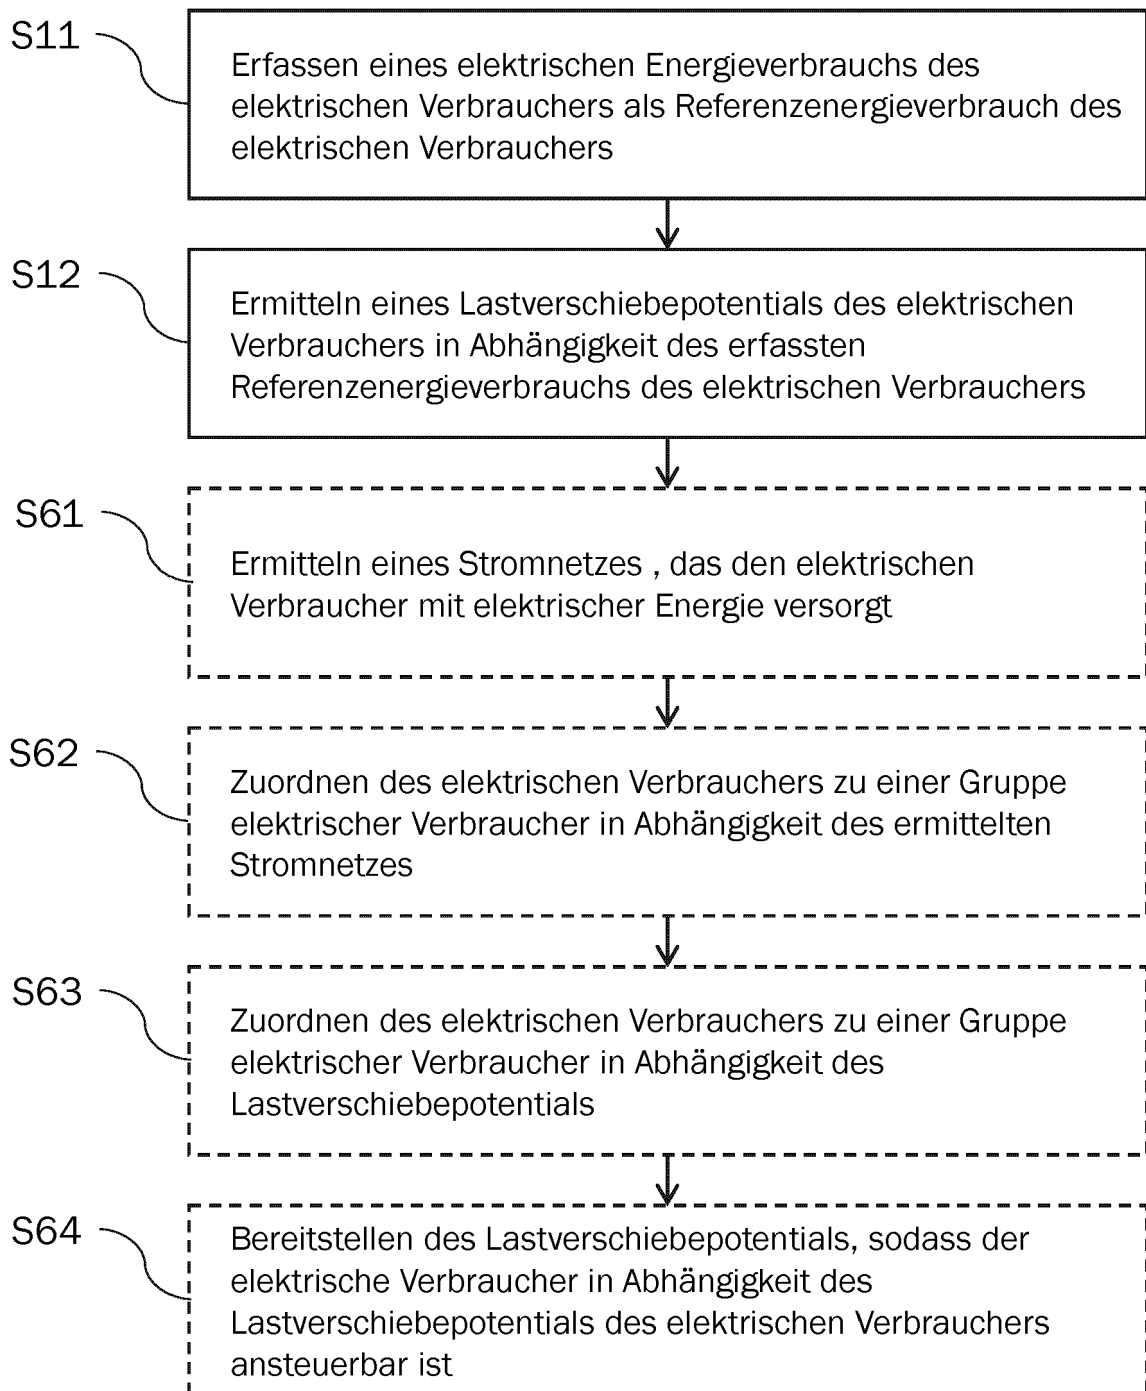 S11
Erfassen eines elektrischen Energieverbrauchs des
elektrischen Verbrauchers als Referenzenergieverbrauch des
elektrischen Verbrauchers
S12
Ermitteln eines Lastverschiebepotentials des elektrischen
Verbrauchers in Abhängigkeit des erfassten
Referenzenergieverbrauchs des elektrischen Verbrauchers
S61
Ermitteln eines Stromnetzes , das den elektrischen
Verbraucher mit elektrischer Energie versorgt
S62
Zuordnen des elektrischen Verbrauchers zu einer Gruppe
elektrischer Verbraucher in Abhängigkeit des ermittelten
Stromnetzes
S63
Zuordnen des elektrischen Verbrauchers zu einer Gruppe
elektrischer Verbraucher in Abhängigkeit des
Lastverschiebepotentials
S64
Bereitstellen des Lastverschiebepotentials, sodass der
elektrische Verbraucher in Abhängigkeit des
Lastverschiebepotentials des elektrischen Verbrauchers
ansteuerbar ist